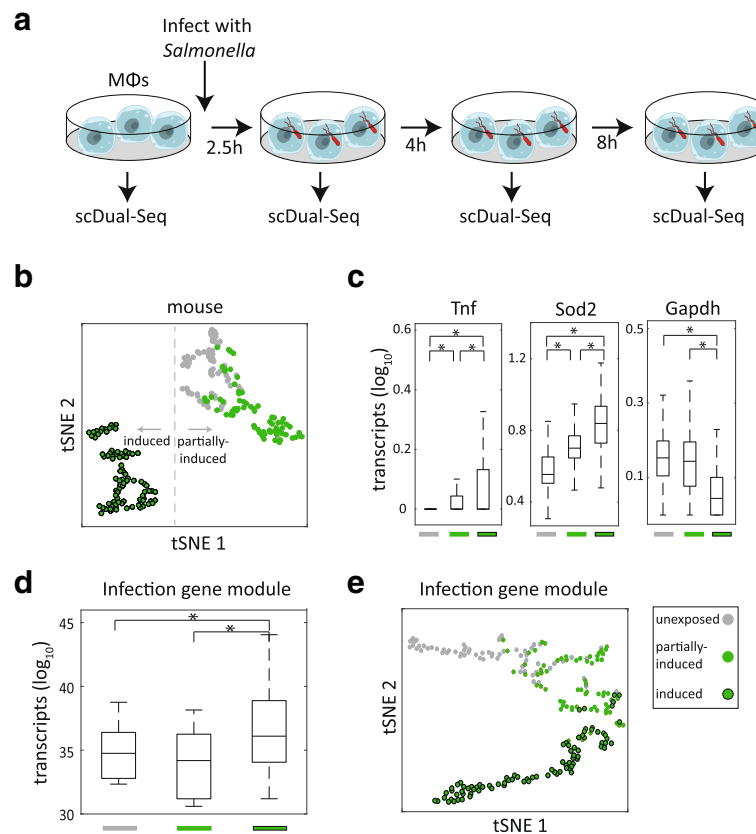 a
Infect with
Salmonella
MΦs
2.5h
4h
8h
scDual-Seq
scDual-Seq
scDual-Seq
scDual-Seq
b
mouse
tSNE 2
induced
partially-
induced
tSNE 1
c
Tnf
Sod2
Gapdh
transcripts (log10)
0.6
0.4
0.2
0
1.2
0.8
0.4
0.5
0.3
0.1
*
*
*
*
*
*
*
*
d
Infection gene module
transcripts (log10)
45
40
35
30
*
*
e
Infection gene module
tSNE 2
tSNE 1
unexposed
partially-
induced
induced